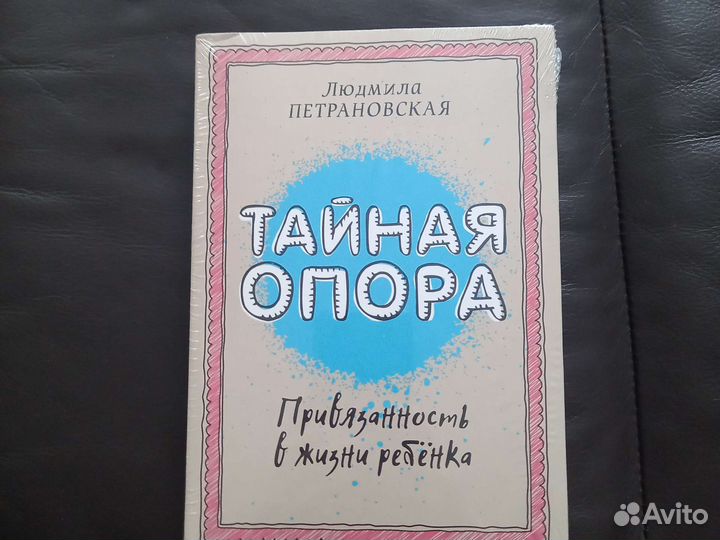 Людмила
ПЕТРАНОВСКАЯ
ТАЙНАЯ
ОПОРА
Привязанность
в жизни ребёнка
Avito